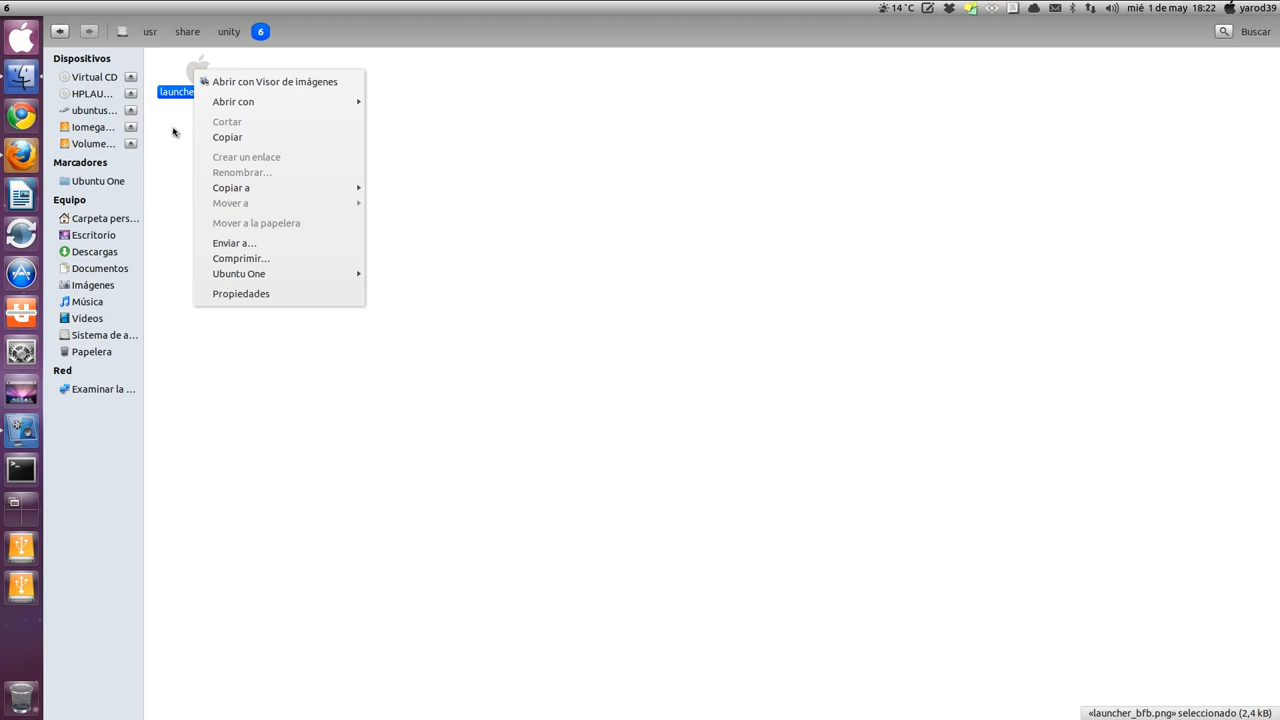 6
14 °C
mié 1 de may 18:22
yarod39
usr
share
unity
6
Buscar
Dispositivos
Virtual CD
HPLAU...
ubuntus...
Iomega...
Volume...
Marcadores
Ubuntu One
Equipo
Carpeta pers...
Escritorio
Descargas
Documentos
Imágenes
Música
Vídeos
Sistema de a...
Papelera
Red
Examinar la ...
launche
Abrir con Visor de imágenes
Abrir con
Cortar
Copiar
Crear un enlace
Renombrar...
Copiar a
Mover a
Mover a la papelera
Enviar a...
Comprimir...
Ubuntu One
Propiedades
«launcher_bfb.png» seleccionado (2,4 kB)